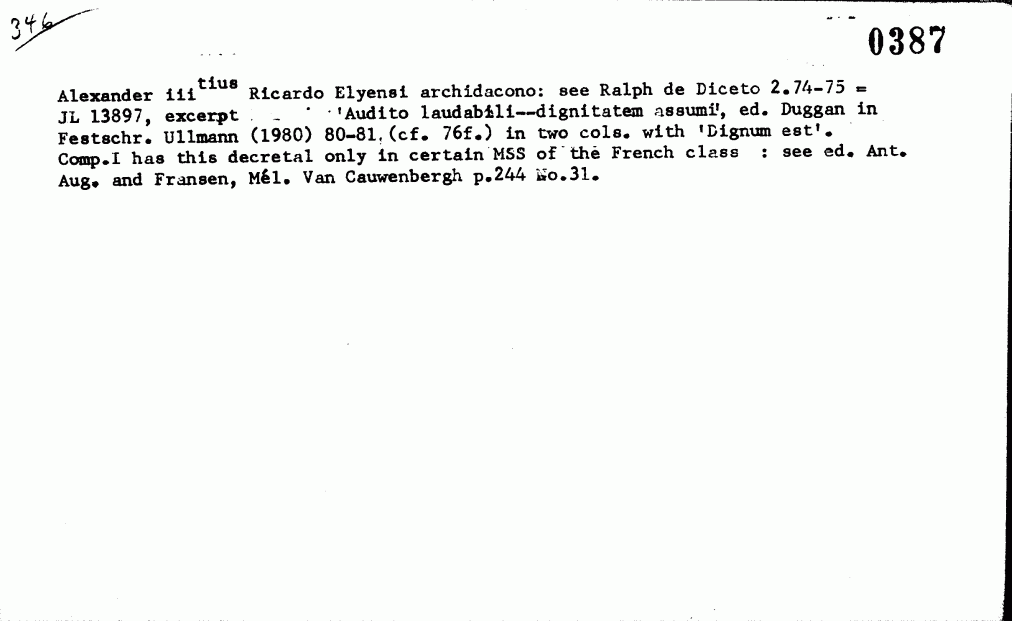 346
0387
Alexander iiitius Ricardo Elyensi archidacono: see Ralph de Diceto 2.74-75 =
JL 13897, excerpt 'Audito laudabili--dignitatem assumi', ed. Duggan in
Festschr. Ullmann (1980) 80-81.(cf. 76f.) in two cols. with 'Dignum est'.
Comp.I has this decretal only in certain MSS of the French class : see ed. Ant.
Aug. and Fransen, Mél. Van Cauwenbergh p.244 No.31.